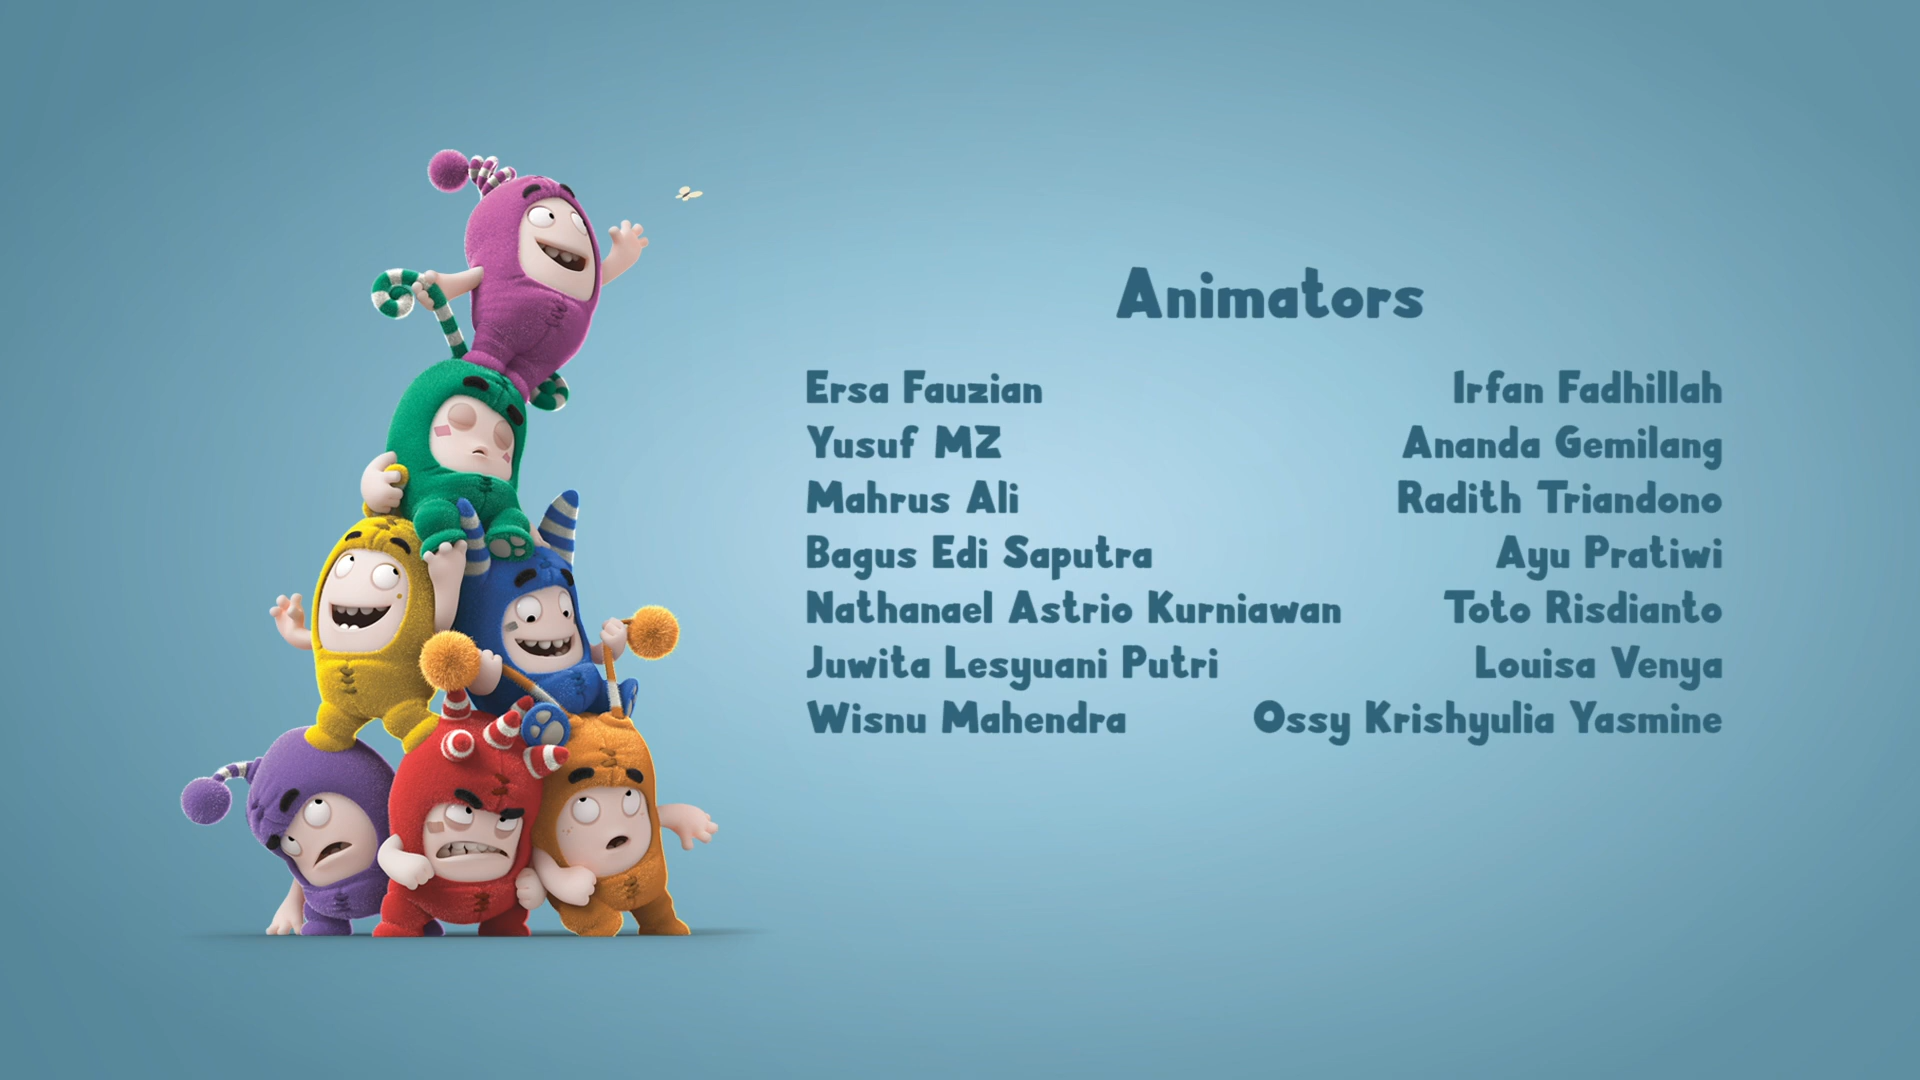 Animators
Ersa Fauzian
Irfan Fadhillah
Yusuf MZ
Ananda Gemilang
Mahrus Ali
Radith Triandono
Bagus Edi Saputra
Ayu Pratiwi
Nathanael Astrio Kurniawan
Toto Risdianto
Juwita Lesyuani Putri
Louisa Venya
Wisnu Mahendra
Ossy Krishyulia Yasmine